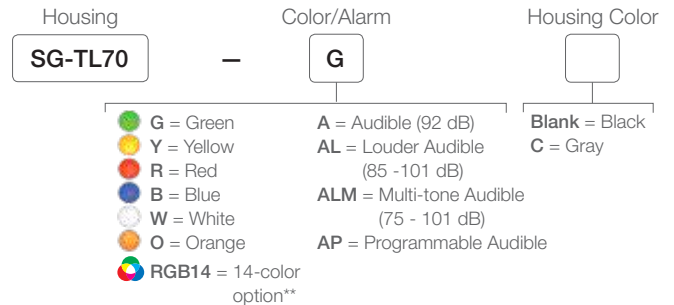 Housing
Color/Alarm
Housing Color
SG-TL70
–
G
G = Green
Y = Yellow
R = Red
B = Blue
W = White
O = Orange
RGB14 = 14-color
option**
A = Audible (92 dB)
AL = Louder Audible
(85 -101 dB)
ALM = Multi-tone Audible
(75 - 101 dB)
AP = Programmable Audible
Blank = Black
C = Gray